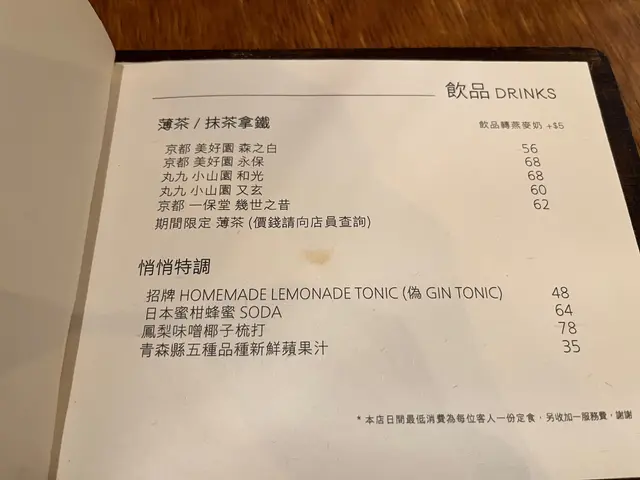 飲品 DRINKS
薄茶 / 抹茶拿鐵 飲品轉燕麥奶 +$5
京都 美好園 森之白 56
京都 美好園 永保 68
丸九 小山園 和光 68
丸九 小山園 又玄 60
京都 一保堂 幾世之昔 62
期間限定 薄茶 (價錢請向店員查詢)
悄悄特調
招牌 HOMEMADE LEMONADE TONIC (偽 GIN TONIC) 48
日本蜜柑蜂蜜 SODA 64
鳳梨味噌椰子梳打 78
青森縣五種品種新鮮蘋果汁 35
* 本店日間最低消費為每位客人一份定食，另收加一服務費，謝謝